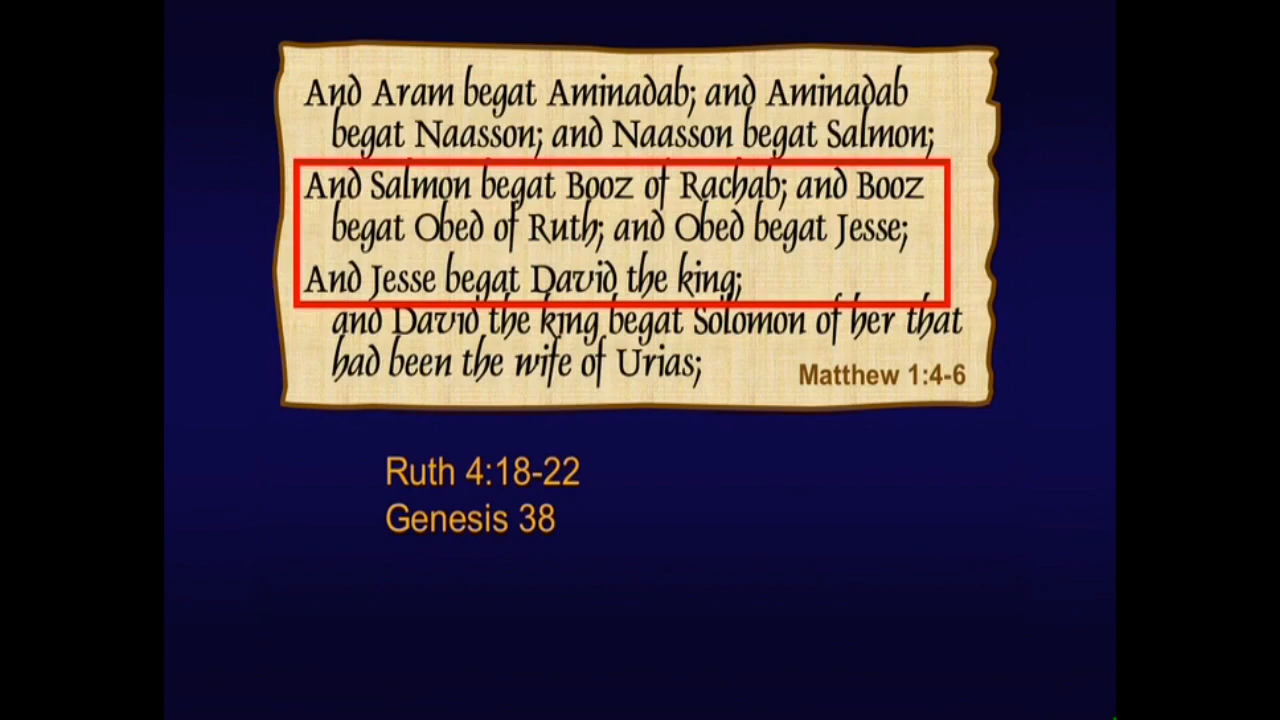 And Aram begat Aminadab; and Aminadab
begat Naasson; and Naasson begat Salmon;
And Salmon begat Booz of Rachab; and Booz
begat Obed of Ruth; and Obed begat Jesse;
And Jesse begat David the king;
and David the king begat Solomon of her that
had been the wife of Urias;
Matthew 1:4-6
Ruth 4:18-22
Genesis 38